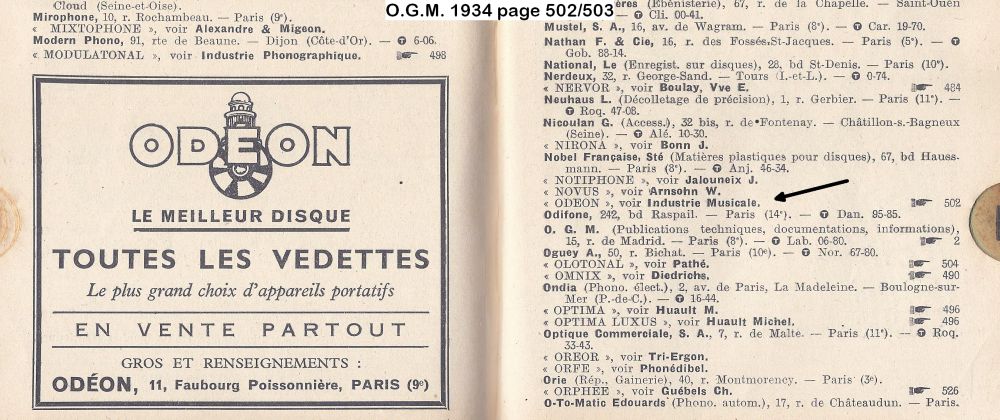 O.G.M. 1934 page 502/503
Cloud (Seine-et-Oise).
Mirophone, 10, r. Rochambeau. — Paris (9e).
« MIXTOPHONE », voir Alexandre & Migeon.
Modern Phono, 91, rte de Beaune. — Dijon (Côte-d'Or). — T 6-06.
« MODULATONAL », voir Industrie Phonographique. ☛ 498
ODEON
LE MEILLEUR DISQUE
TOUTES LES VEDETTES
Le plus grand choix d'appareils portatifs
EN VENTE PARTOUT
GROS ET RENSEIGNEMENTS :
ODÉON, 11, Faubourg Poissonnière, PARIS (9e)
(Ebénisterie), 67, r. de la Chapelle. — Saint-Ouen
— T Cli. 00-41.
Mustel, S. A., 16, av. de Wagram. — Paris (8e) — T Car. 19-70.
Nathan F. & Cie, 16, r. des Fossés-St-Jacques. — Paris (5e). — T
Gob. 88-14.
National, Le (Enregist. sur disques), 28, bd St-Denis. — Paris (10e).
Nerdeux, 32, r. George-Sand. — Tours (I.-et-L.). — T 0-74.
« NERVOR », voir Boulay, Vve E. ☛ 484
Neuhaus L. (Décolletage de précision), 1, r. Gerbier. — Paris (11e). —
T Roq. 47-08.
Nicoulan G. (Access.), 32 bis, r. de Fontenay. — Châtillon-s.-Bagneux
(Seine). — T Alé. 10-30.
« NIRONA », voir Bonn J.
Nobel Française, Sté (Matières plastiques pour disques), 67, bd Hauss-
mann. — Paris (8e). — T Anj. 46-34.
« NOTIPHONE », voir Jalouneix J.
« NOVUS », voir Arnsohn W.
« ODEON », voir Industrie Musicale. ☛ 502
Odifone, 242, bd Raspail. — Paris (14e). — T Dan. 95-85.
O. G. M. (Publications techniques, documentations, informations),
15, r. de Madrid. — Paris (8e). — T Lab. 06-80. ☛ 2
Oguey A., 50, r. Bichat. — Paris (10e). — T Nor. 67-80.
« OLOTONAL », voir Pathé. ☛ 504
« OMNIX », voir Diedrichs. ☛ 490
Ondia (Phono. élect.), 2, av. de Paris, La Madeleine. — Boulogne-sur-
Mer (P.-de-C.). — T 16-44.
« OPTIMA », voir Huault M. ☛ 496
« OPTIMA LUXUS », voir Huault Michel. ☛ 496
Optique Commerciale, S. A., 7, r. de Malte. — Paris (11e). — T Roq.
33-43.
« OREOR », voir Tri-Ergon.
« ORFE », voir Phonédibel.
Orie (Rép., Gainerie), 40, r. Montmorency. — Paris (3e).
« ORPHEE », voir Guébels Ch. ☛ 526
O-To-Matic Edouards (Phono. autom.), 17, r. de Châteaudun. — Paris.